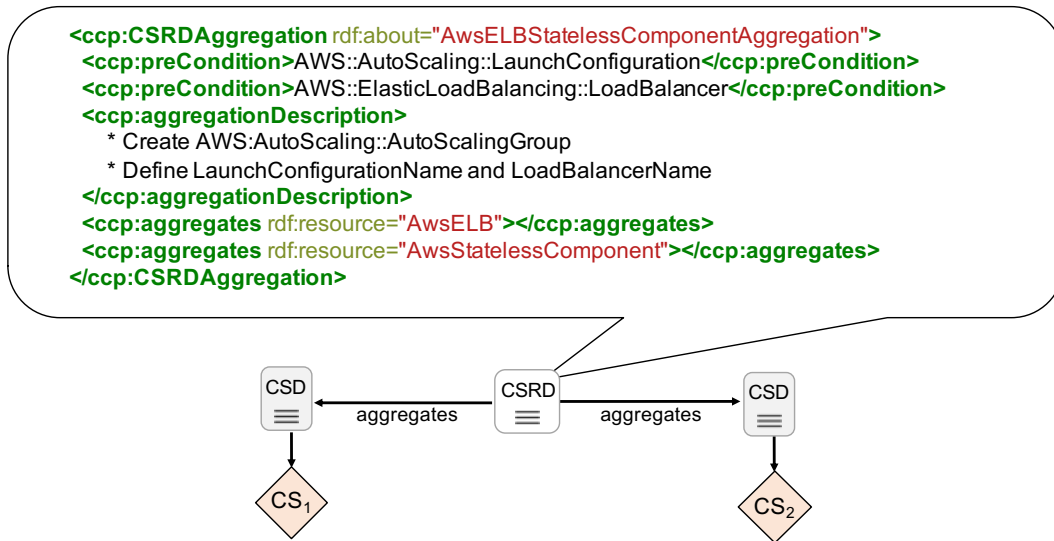 <ccp:CSRDAggregation rdf:about="AwsELBStatelessComponentAggregation">
<ccp:preCondition>AWS::AutoScaling::LaunchConfiguration</ccp:preCondition>
<ccp:preCondition>AWS::ElasticLoadBalancing::LoadBalancer</ccp:preCondition>
<ccp:aggregationDescription>
* Create AWS:AutoScaling::AutoScalingGroup
* Define LaunchConfigurationName and LoadBalancerName
</ccp:aggregationDescription>
<ccp:aggregates rdf:resource="AwsELB"></ccp:aggregates>
<ccp:aggregates rdf:resource="AwsStatelessComponent"></ccp:aggregates>
</ccp:CSRDAggregation>
CSD
CSRD
CSD
aggregates
aggregates
CS₁
CS₂